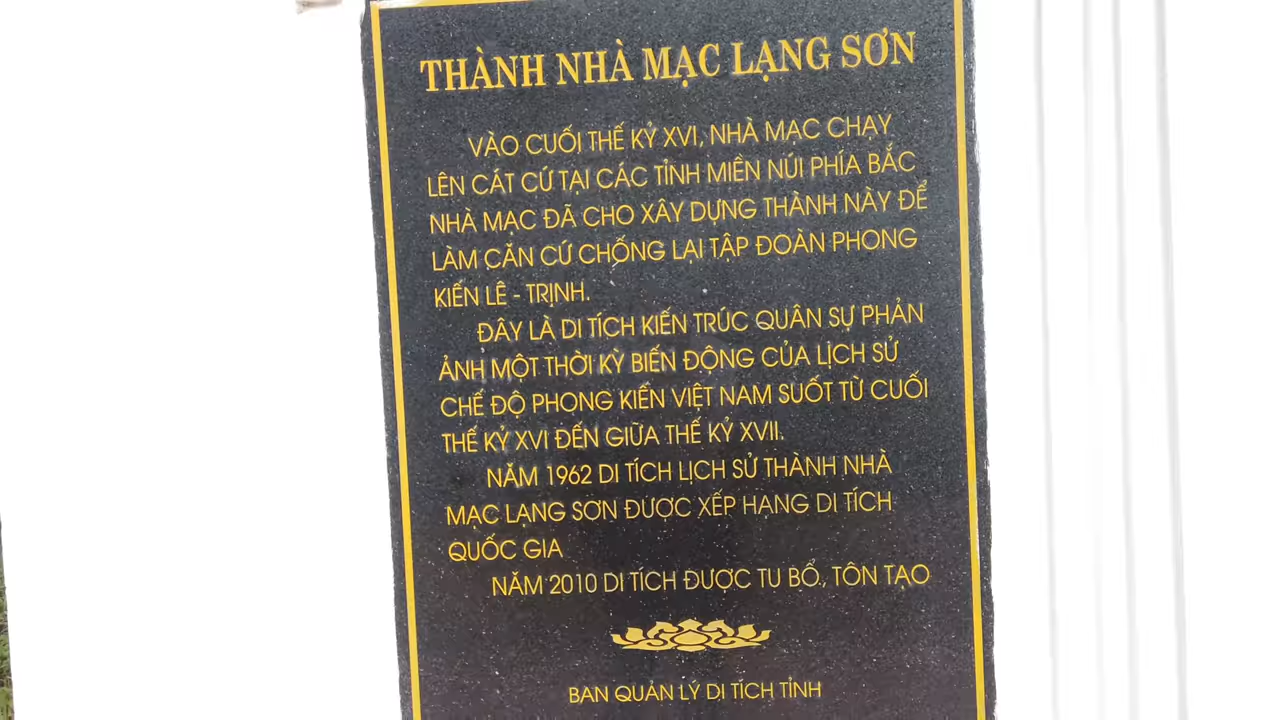 THÀNH NHÀ MẠC LẠNG SƠN
VÀO CUỐI THẾ KỶ XVI, NHÀ MẠC CHẠY
LÊN CÁT CỨ TẠI CÁC TỈNH MIỀN NÚI PHÍA BẮC
NHÀ MẠC ĐÃ CHO XÂY DỰNG THÀNH NÀY ĐỂ
LÀM CĂN CỨ CHỐNG LẠI TẬP ĐOÀN PHONG
KIẾN LÊ - TRỊNH.
ĐÂY LÀ DI TÍCH KIẾN TRÚC QUÂN SỰ PHẢN
ẢNH MỘT THỜI KỲ BIẾN ĐỘNG CỦA LỊCH SỬ
CHẾ ĐỘ PHONG KIẾN VIỆT NAM SUỐT TỪ CUỐI
THẾ KỶ XVI ĐẾN GIỮA THẾ KỶ XVII.
NĂM 1962 DI TÍCH LỊCH SỬ THÀNH NHÀ
MẠC LẠNG SƠN ĐƯỢC XẾP HẠNG DI TÍCH
QUỐC GIA
NĂM 2010 DI TÍCH ĐƯỢC TU BỔ, TÔN TẠO
BAN QUẢN LÝ DI TÍCH TỈNH